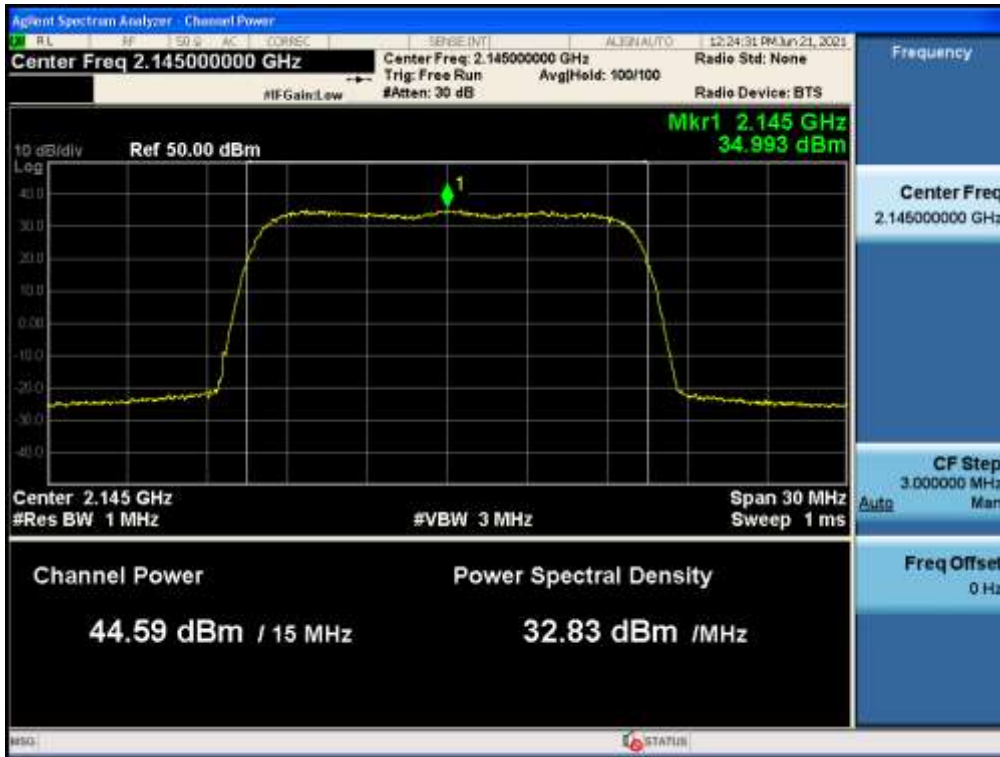 Agilent Spectrum Analyzer - Channel Power
RL RF 50 Ω AC CORREC SENSE:INT ALIGN AUTO 12:24:31 PM Jun 21, 2021
Center Freq 2.145000000 GHz
Center Freq: 2.145000000 GHz
Radio Std: None
Trig: Free Run Avg|Hold: 100/100
#IFGain:Low #Atten: 30 dB Radio Device: BTS
Mkr1 2.145 GHz
34.993 dBm
10 dB/div Ref 50.00 dBm
Log
40.0
30.0
20.0
10.0
0.00
-10.0
-20.0
-30.0
-40.0
1
Center 2.145 GHz Span 30 MHz
#Res BW 1 MHz #VBW 3 MHz Sweep 1 ms
Channel Power Power Spectral Density
44.59 dBm / 15 MHz 32.83 dBm /MHz
Frequency
Center Freq
2.145000000 GHz
CF Step
3.000000 MHz
Auto Man
Freq Offset
0 Hz
MSG STATUS